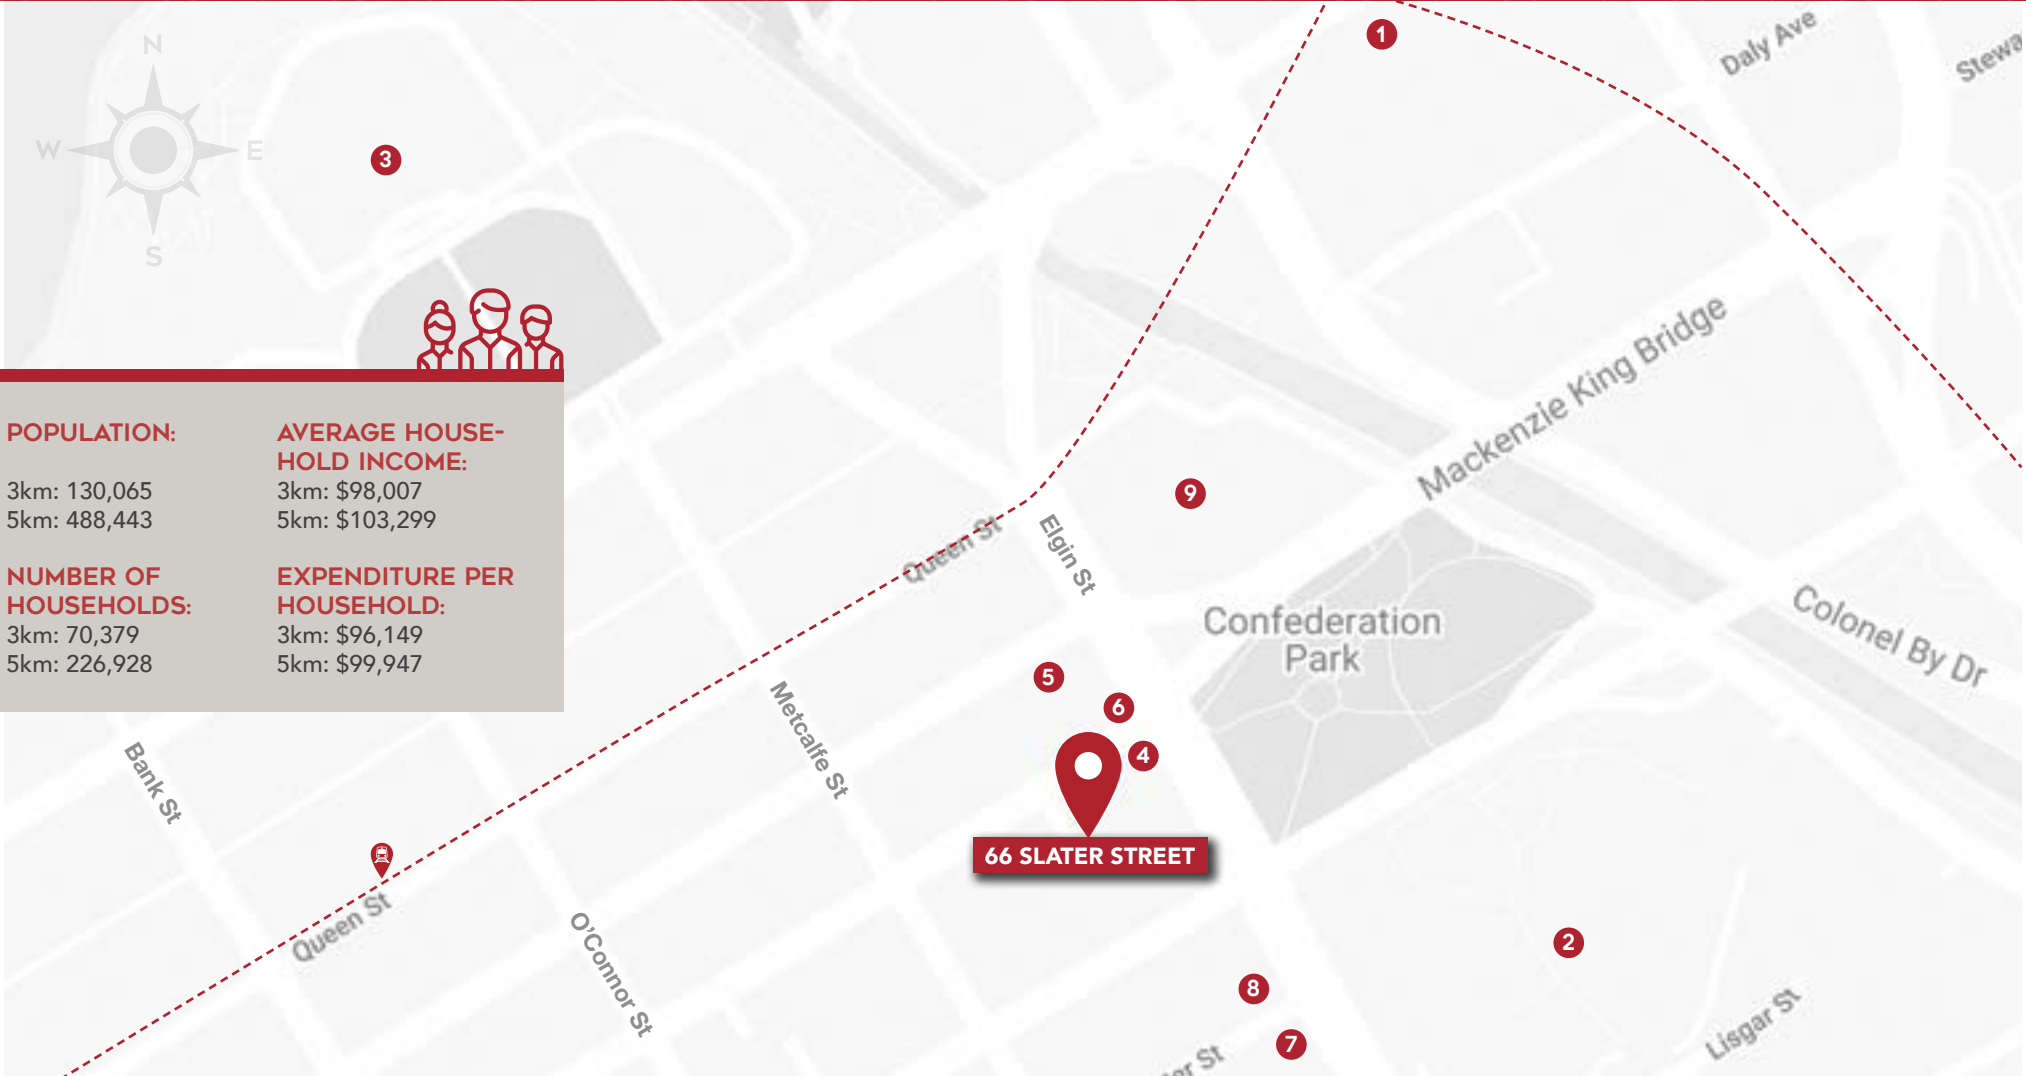 N
W
E
S
1
Daly Ave
3
POPULATION:
3km: 130,065
5km: 488,443
AVERAGE HOUSE-
HOLD INCOME:
3km: $98,007
5km: $103,299
NUMBER OF
HOUSEHOLDS:
3km: 70,379
5km: 226,928
EXPENDITURE PER
HOUSEHOLD:
3km: $96,149
5km: $99,947
Mackenzie King Bridge
9
Queen St
Elgin St
Confederation
Park
Colonel By Dr
5
6
4
Metcalfe St
Bank St
66 SLATER STREET
Queen St
O'Connor St
2
8
7
Lisgar St
St